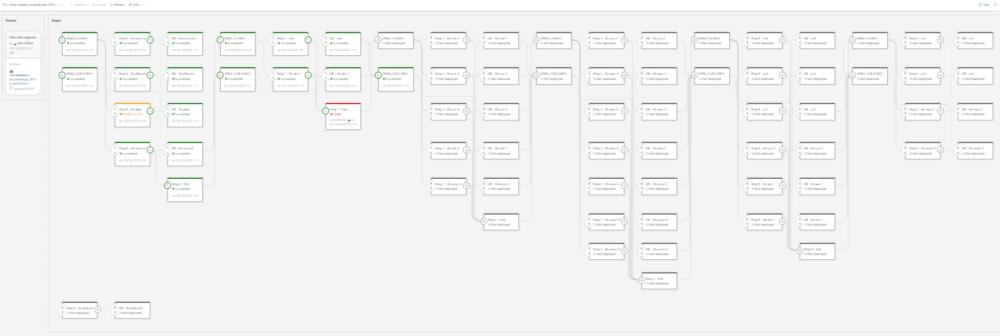 TFS - Prod Update AzureDevOps_M15...
Deploy
Cancel
Refresh
Edit
...
Help
Release
Stages
Manually triggered
by John Wilkes
10/16/2019, 6:47
AM
Artifacts
VSO.Release.CI
AzureDevOps_M15
9_20191016.5
releases/M159
[RING 0 START]
Succeeded
on 10/16/2019, 7:4
Ring 0 - tfs-eus2-su
Succeeded
on 10/16/2019, 9:0
DB - tfs-eus2-su2
Succeeded
on 10/16/2019, 11:
[RING 1 START]
Succeeded
on 10/16/2019, 9:2
Ring 1 - su6
Succeeded
on 10/16/2019, 10:
DB - su6
Succeeded
on 10/16/2019, 1:0
[RING 2 START]
Not deployed
Ring 2 - tfs-cca-1
Not deployed
DB - tfs-cca-1
Not deployed
[RING 3 START]
Not deployed
Ring 3 - tfs-cus-2
Not deployed
DB - tfs-cus-2
Not deployed
[RING 4 START]
Not deployed
Ring 4 - su4
Not deployed
DB - su4
Not deployed
[RING 5 START]
Not deployed
Ring 5 - su1
Not deployed
DB - su1
Not deployed
[RING 0 DB START]
Succeeded
on 10/16/2019, 7:4
Ring 0 - tfs-pfeus2c
Succeeded
on 10/16/2019, 9:0
DB - tfs-pfeus2c
Succeeded
on 10/16/2019, 11:
[RING 1 DB START]
Succeeded
on 10/16/2019, 11:
Ring 1 - tfs-sbr-1
Succeeded
on 10/16/2019, 11:
DB - tfs-sbr-1
Succeeded
on 10/16/2019, 1:3
[RING 2 DB START]
Succeeded
on 10/16/2019, 1:3
Ring 2 - tfs-cus-3
Not deployed
DB - tfs-cus-3
Not deployed
[RING 3 DB START]
Not deployed
Ring 3 - tfs-weu-3
Not deployed
DB - tfs-weu-3
Not deployed
[RING 4 DB START]
Not deployed
Ring 4 - su5
Not deployed
DB - su5
Not deployed
[RING 5 DB START]
Not deployed
Ring 5 - su3
Not deployed
DB - su3
Not deployed
Ring 0 - tfs-ppe
Partially succe...
on 10/16/2019, 9:1
DB - tfs-ppe
Succeeded
on 10/16/2019, 11:
Ring 1 - End
Failed
Canceled by
on 10/16/2019, 1:0
Ring 2 - tfs-cus-4
Not deployed
DB - tfs-cus-4
Not deployed
Ring 3 - tfs-weu-4
Not deployed
DB - tfs-weu-4
Not deployed
Ring 4 - su7
Not deployed
DB - su7
Not deployed
Ring 5 - tfs-weu-2
Not deployed
DB - tfs-weu-2
Not deployed
Ring 0 - tfs-wcus-0
Succeeded
on 10/16/2019, 8:5
DB - tfs-wcus-0
Succeeded
on 10/16/2019, 11:
Ring 2 - tfs-uks-1
Not deployed
DB - tfs-uks-1
Not deployed
Ring 3 - tfs-weu-5
Not deployed
DB - tfs-weu-5
Not deployed
Ring 4 - tfs-cus-1
Not deployed
DB - tfs-cus-1
Not deployed
Ring 5 - tfs-wus2-1
Not deployed
DB - tfs-wus2-1
Not deployed
Ring 0 - End
Succeeded
on 10/16/2019, 9:2
Ring 2 - tfs-wus2-3
Not deployed
DB - tfs-wus2-3
Not deployed
Ring 3 - tfs-wus2-2
Not deployed
DB - tfs-wus2-2
Not deployed
Ring 4 - tfs-ea-1
Not deployed
DB - tfs-ea-1
Not deployed
Ring 2 - End
Not deployed
Ring 3 - tfs-wus2-4
Not deployed
DB - tfs-wus2-4
Not deployed
Ring 4 - tfs-sin-1
Not deployed
DB - tfs-sin-1
Not deployed
Ring 3 - tfs-wus2-5
Not deployed
DB - tfs-wus2-5
Not deployed
Ring 4 - End
Not deployed
Ring 3 - End
Not deployed
Ring 0 - tfs-gheus2
Not deployed
DB - tfs-gheus20
Not deployed